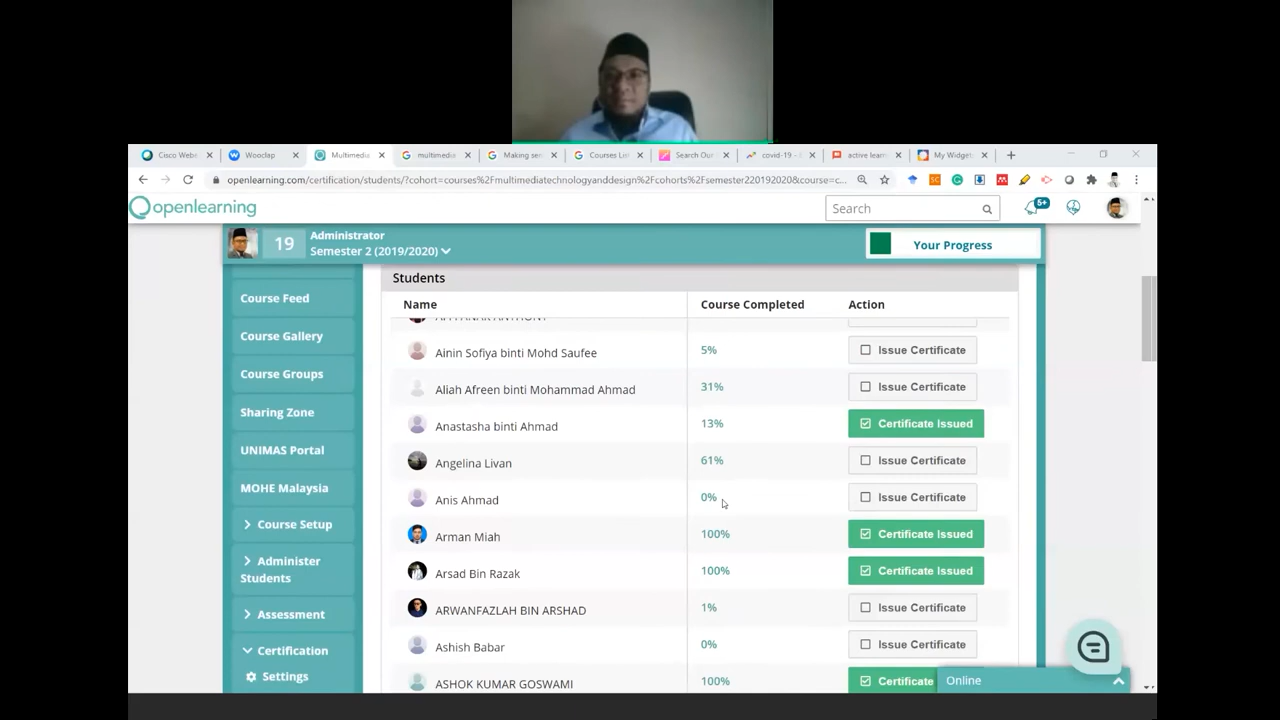 Cisco Web
Wooclap
Multimedia
multimedia
Making sen
Courses Li
Search Our
covid-19 -
active lear
My Widget
openlearning.com/certification/students/?cohort=courses%2Fmultimediatechnologyanddesign%2Fcohorts%2Fsemester220192020&course=c...
openlearning
Search
5+
19
Administrator
Semester 2 (2019/2020)
Your Progress
Course Feed
Course Gallery
Course Groups
Sharing Zone
UNIMAS Portal
MOHE Malaysia
Course Setup
Administer
Students
Assessment
Certification
Settings
Students
Name Course Completed Action
Ainin Sofiya binti Mohd Saufee 5% Issue Certificate
Aliah Afreen binti Mohammad Ahmad 31% Issue Certificate
Anastasha binti Ahmad 13% Certificate Issued
Angelina Livan 61% Issue Certificate
Anis Ahmad 0% Issue Certificate
Arman Miah 100% Certificate Issued
Arsad Bin Razak 100% Certificate Issued
ARWANFAZLAH BIN ARSHAD 1% Issue Certificate
Ashish Babar 0% Issue Certificate
ASHOK KUMAR GOSWAMI 100% Certificate
Online